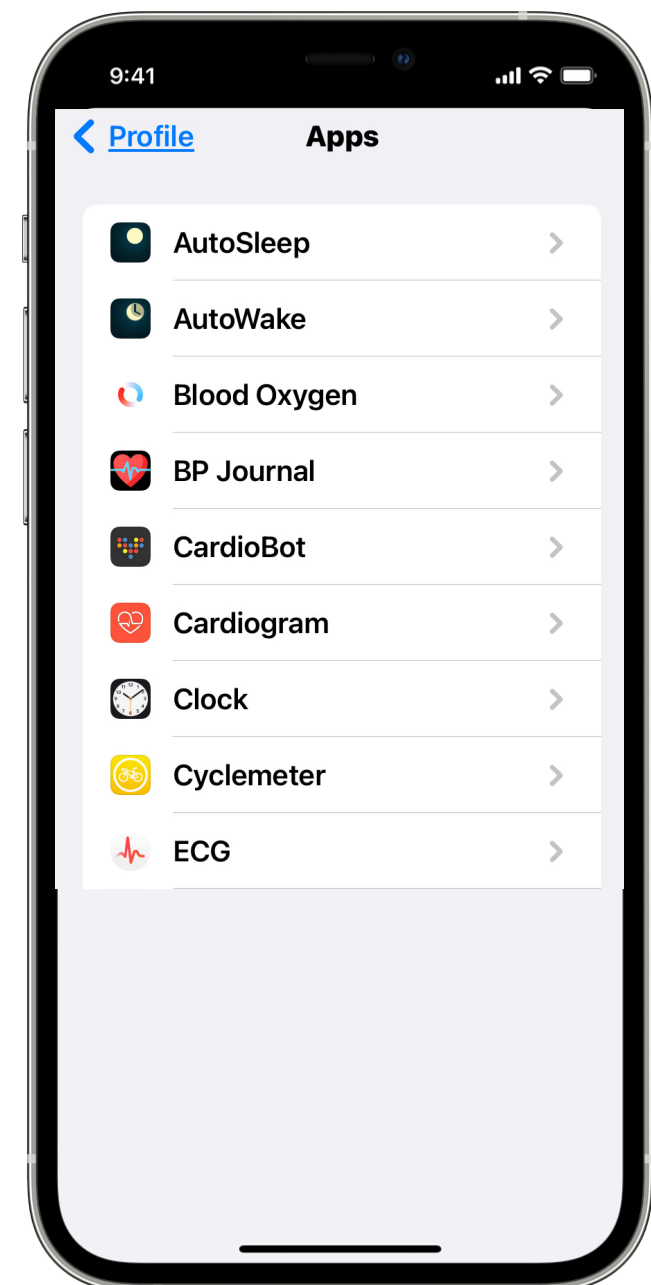 9:41
Profile
Apps
AutoSleep
AutoWake
Blood Oxygen
BP Journal
CardioBot
Cardiogram
Clock
Cyclemeter
ECG